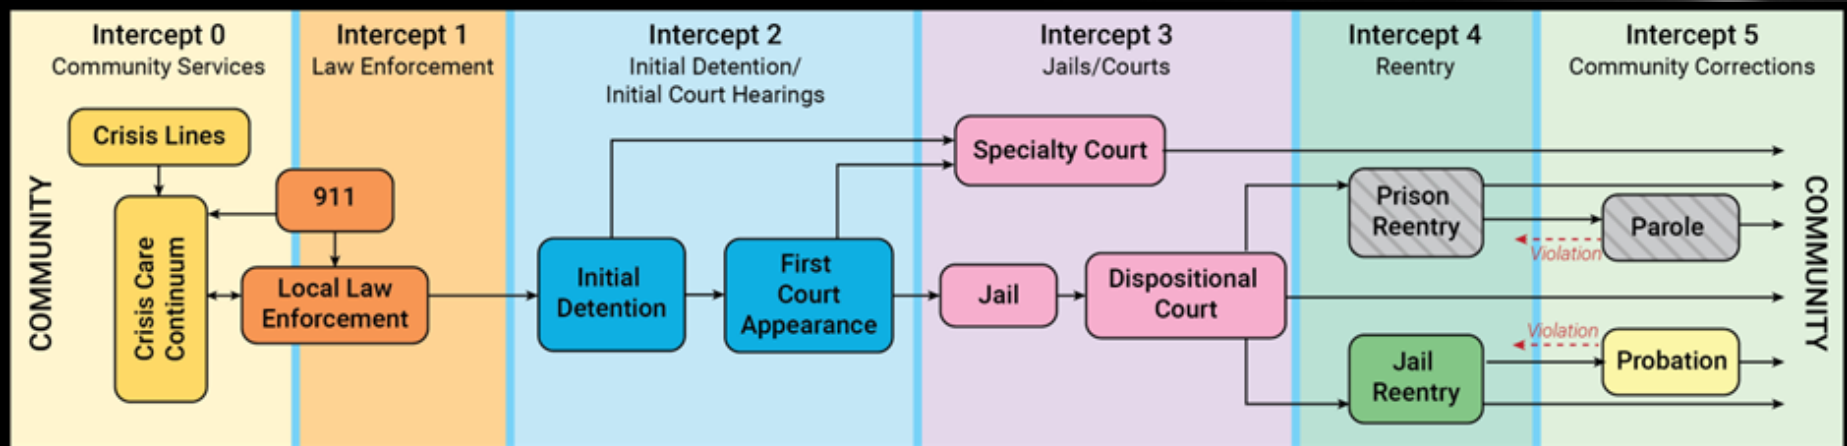 Intercept 0
Community Services
Intercept 1
Law Enforcement
Intercept 2
Initial Detention/
Initial Court Hearings
Intercept 3
Jails/Courts
Intercept 4
Reentry
Intercept 5
Community Corrections
COMMUNITY
Crisis Lines
Crisis Care
Continuum
911
Local Law
Enforcement
Initial
Detention
First
Court
Appearance
Specialty Court
Jail
Dispositional
Court
Prison
Reentry
Violation
Parole
Jail
Reentry
Violation
Probation
COMMUNITY